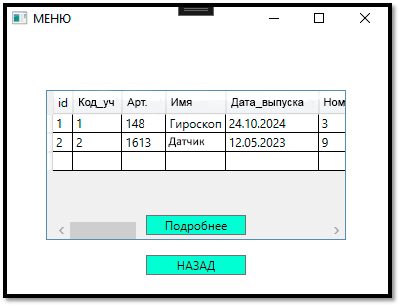 МЕНЮ
id Код_уч Арт. Имя Дата_выпуска Ном
1 1 148 Гироскоп 24.10.2024 3
2 2 1613 Датчик 12.05.2023 9
Подробнее
НАЗАД